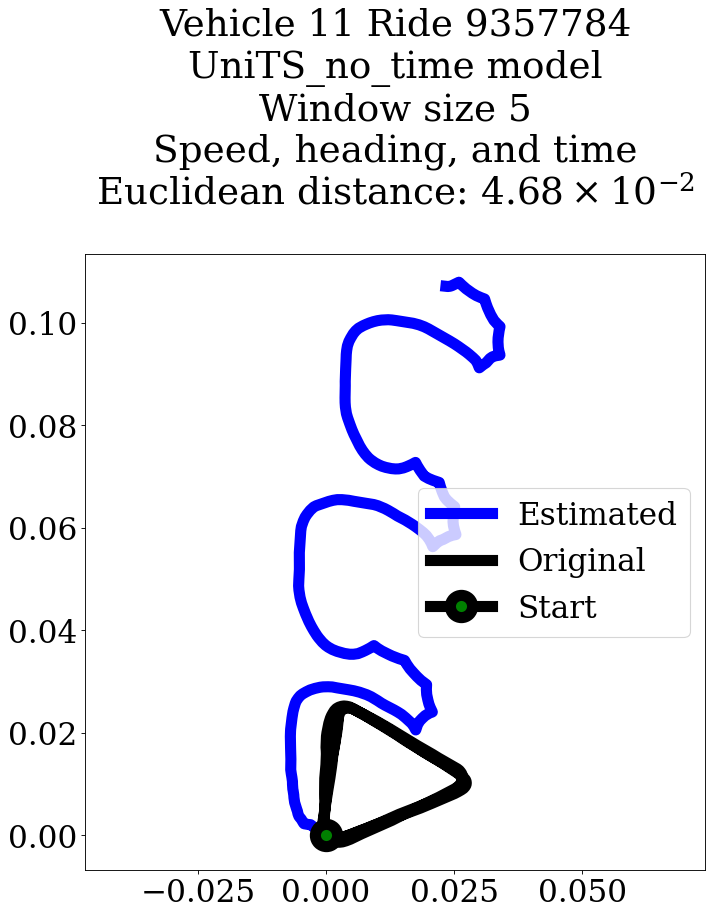 Vehicle 11 Ride 9357784
UniTS_no_time model
Window size 5
Speed, heading, and time
Euclidean distance: 4.68 × 10⁻²
0.10
0.08
0.06
0.04
0.02
0.00
Estimated
Original
Start
−0.025 0.000 0.025 0.050